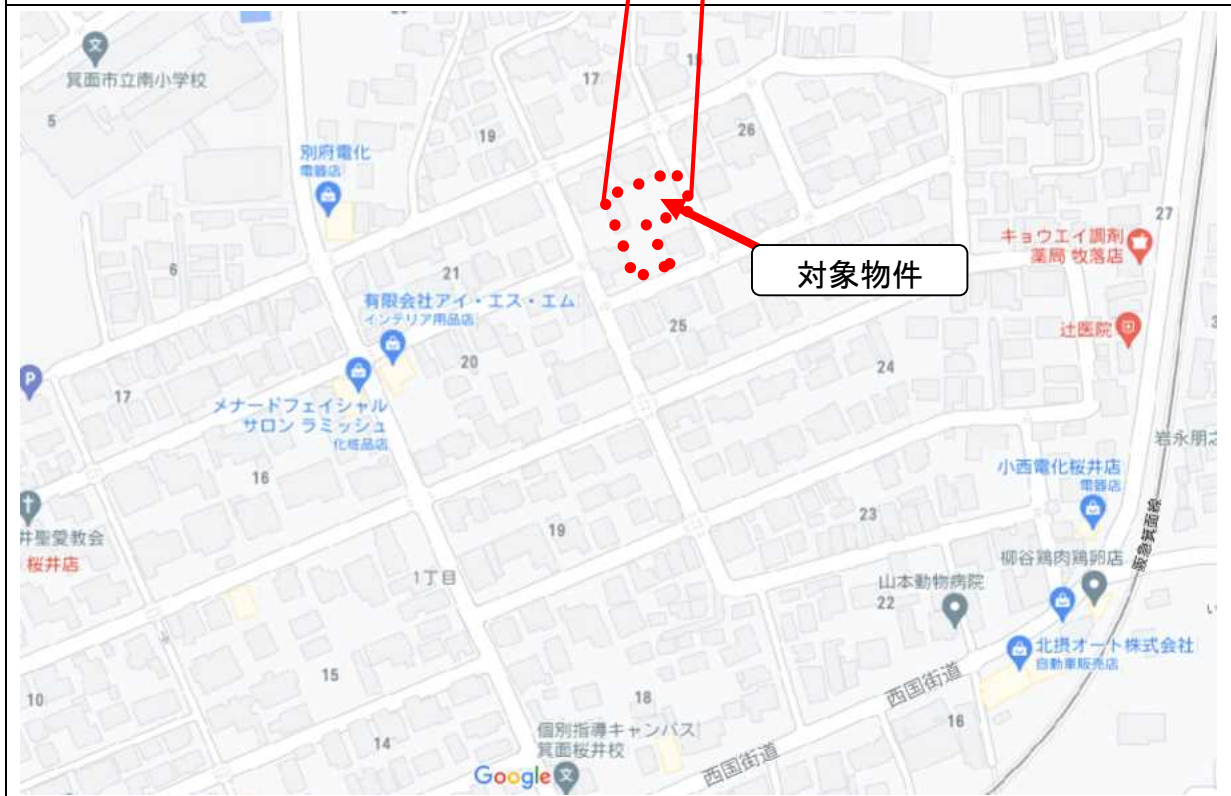 箕面市立南小学校
5
17
15
19
26
別府電化
電器店
27
キョウエイ調剤
薬局 牧落店
対象物件
6
21
有限会社アイ・エス・エム
インテリア用品店
25
辻医院
20
24
P
17
メナードフェイシャル
サロン ラミッシュ
化粧品店
岩永朋之
小西電化桜井店
電器店
16
井聖愛教会
桜井店
19
23
阪急箕面線
柳谷鶏肉鶏卵店
1丁目
山本動物病院
22
北摂オート株式会社
自動車販売店
15
西国街道
10
18
16
個別指導キャンパス
箕面桜井校
14
西国街道
Google